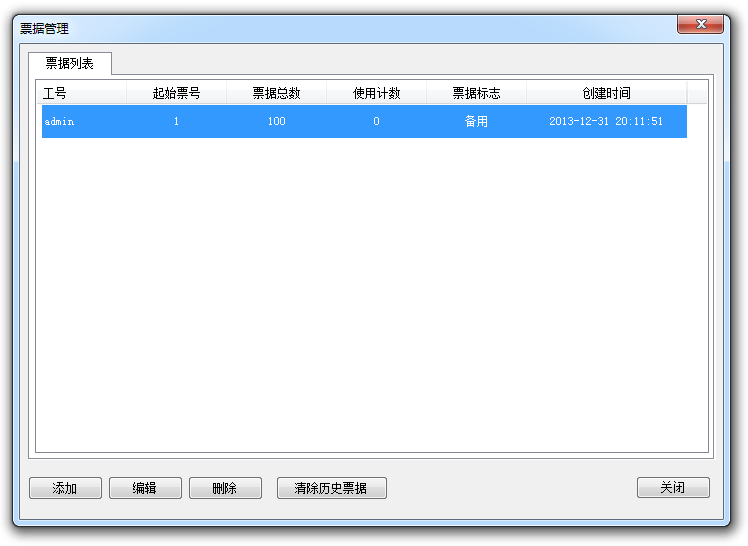 票据管理
票据列表
工号 起始票号 票据总数 使用计数 票据标志 创建时间
admin 1 100 0 备用 2013-12-31 20:11:51
添加 编辑 删除 清除历史票据 关闭